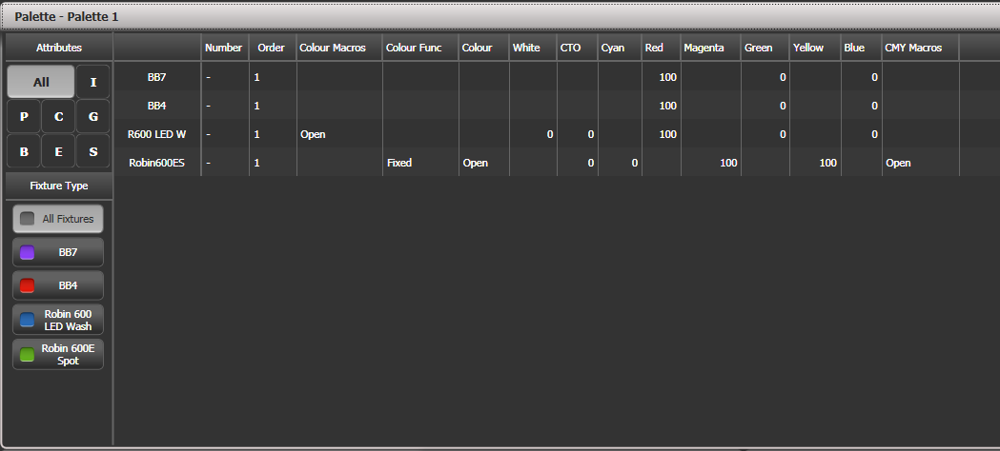 Palette - Palette 1
Attributes Number Order Colour Macros Colour Func Colour White CTO Cyan Red Magenta Green Yellow Blue CMY Macros
All I
P C G
B E S
BB7 - 1 100 0 0
BB4 - 1 100 0 0
R600 LED W - 1 Open 0 0 100 0 0
Robin600ES - 1 Fixed Open 0 0 100 100 Open
Fixture Type
All Fixtures
BB7
BB4
Robin 600
LED Wash
Robin 600E
Spot